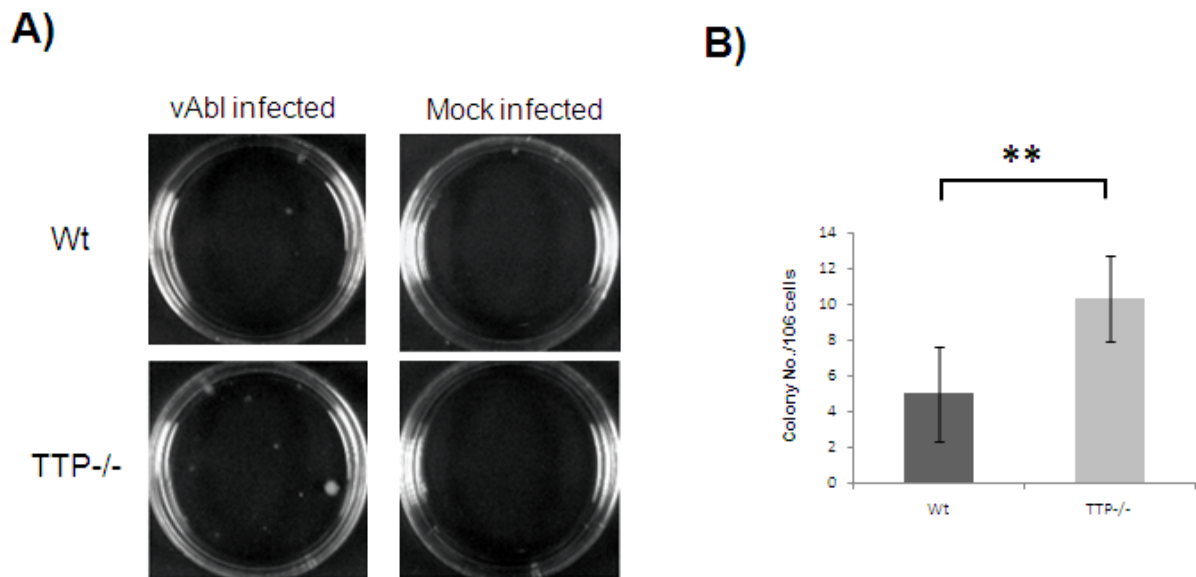 A)
vAbl infected
Mock infected
Wt
TTP-/-
B)
**
14
12
10
8
6
4
2
0
Colony No./106 cells
Wt
TTP-/-